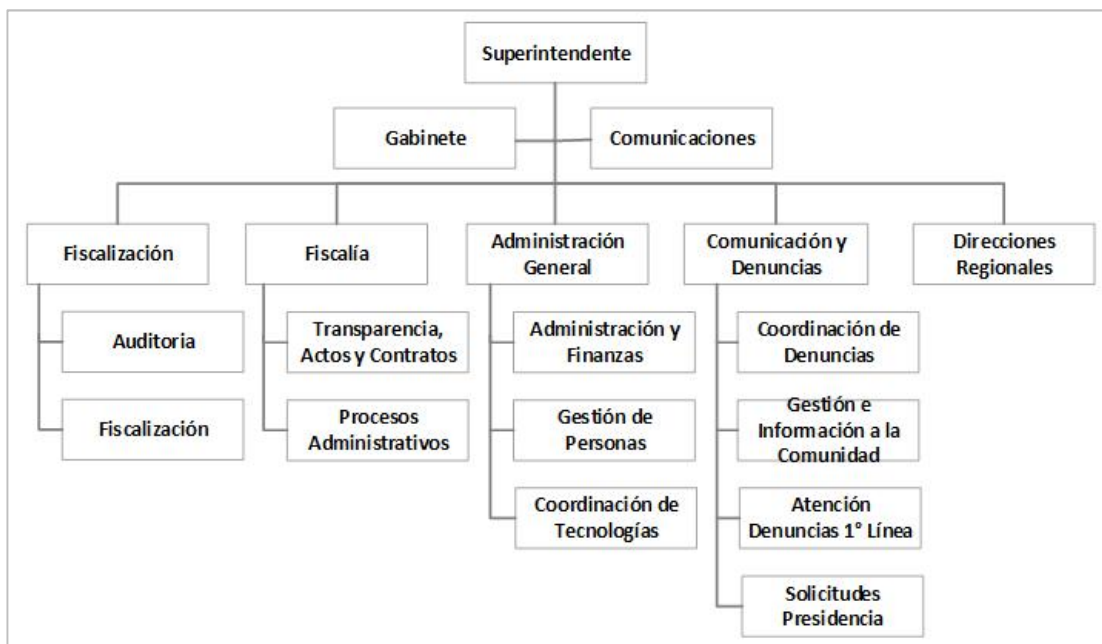 Superintendente
Gabinete
Comunicaciones
Fiscalización
Fiscalía
Administración
General
Comunicación y
Denuncias
Direcciones
Regionales
Auditoria
Transparencia,
Actos y Contratos
Administración y
Finanzas
Coordinación de
Denuncias
Fiscalización
Procesos
Administrativos
Gestión de
Personas
Gestión e
Información a la
Comunidad
Coordinación de
Tecnologías
Atención
Denuncias 1° Línea
Solicitudes
Presidencia